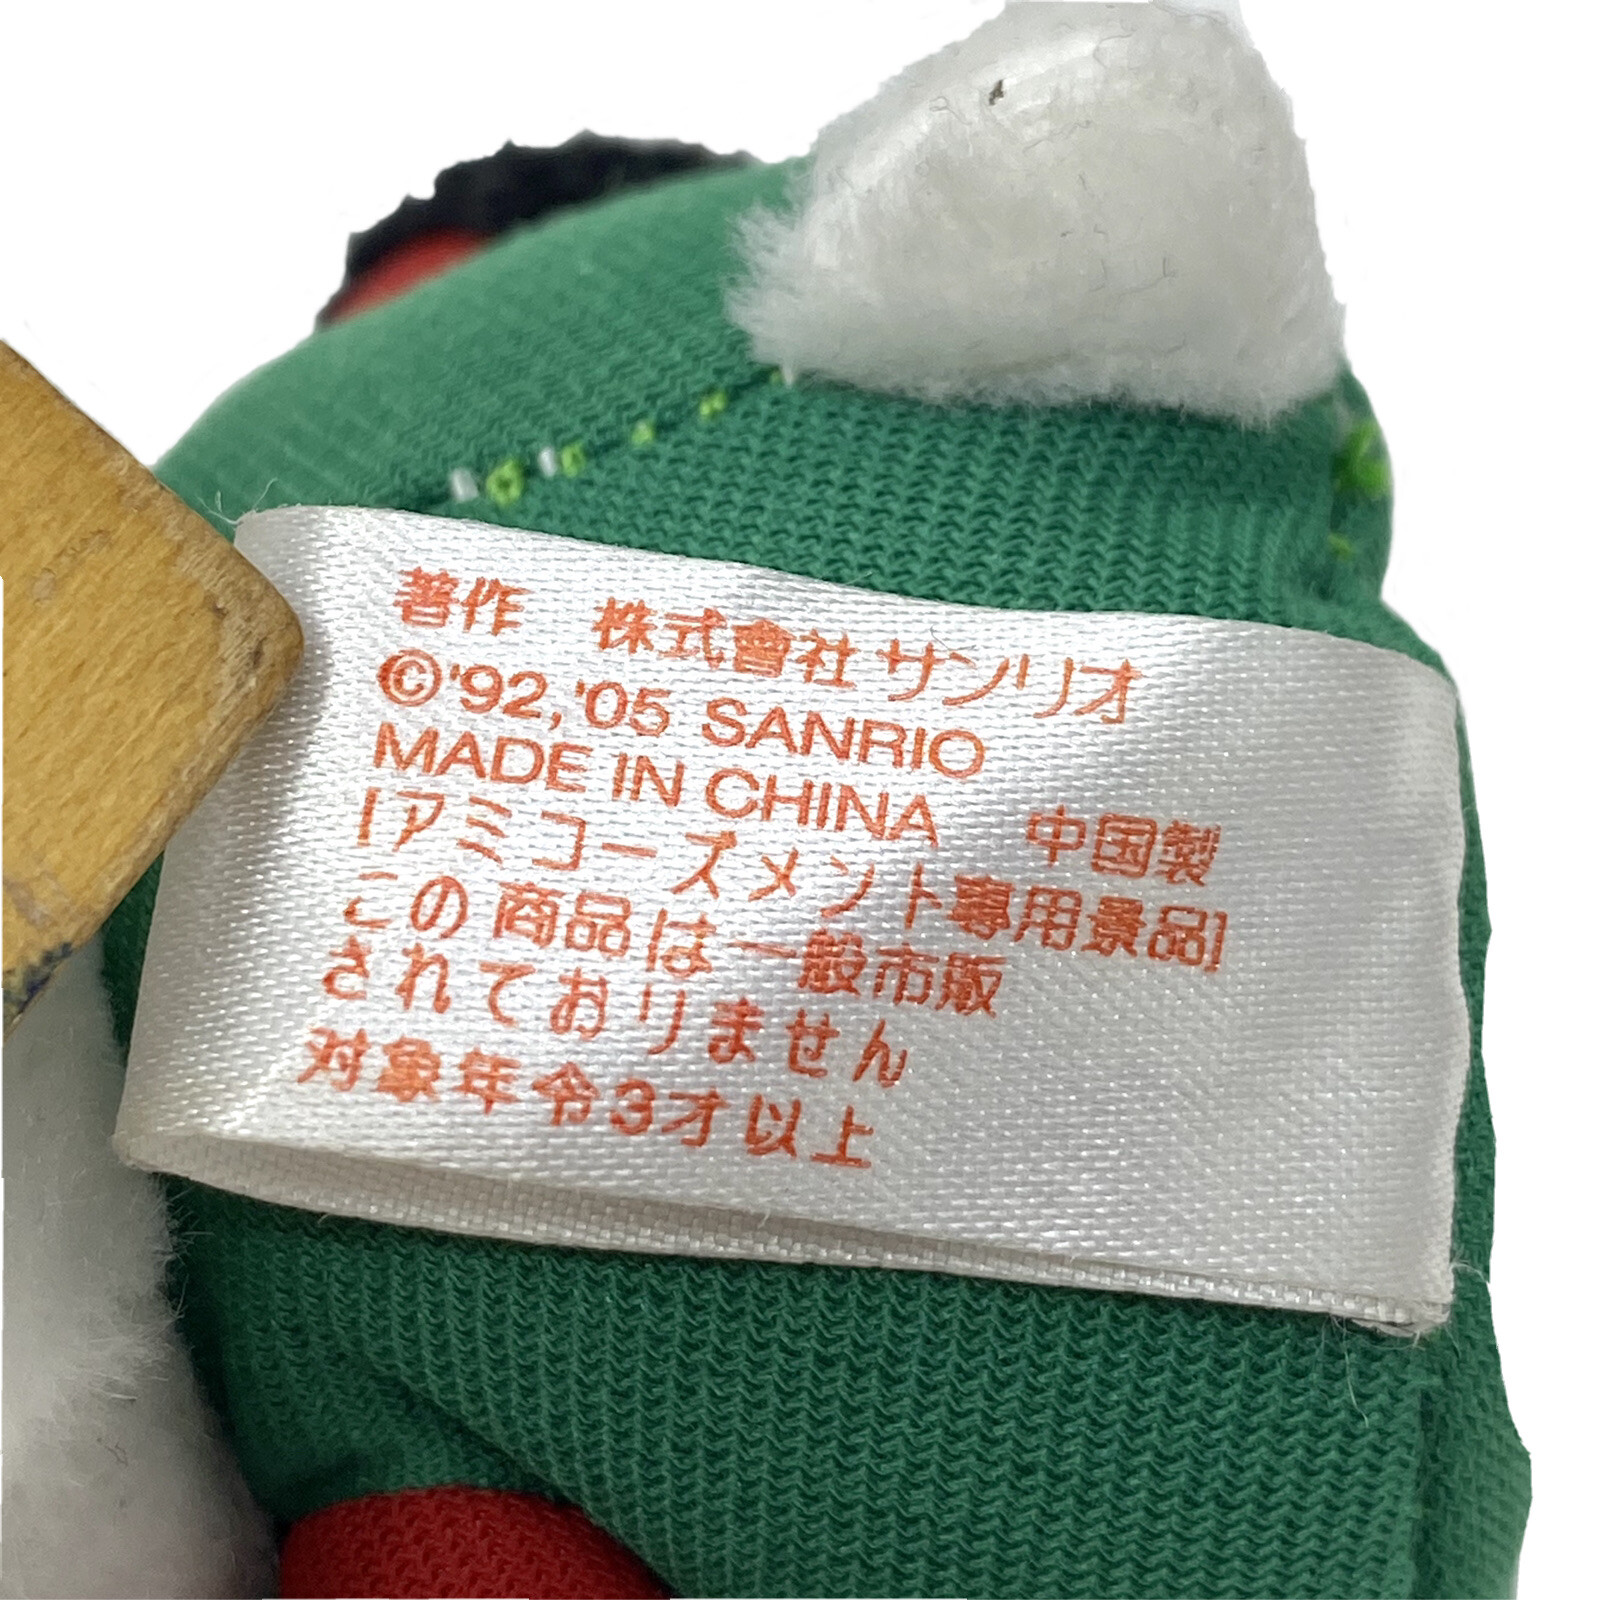 著作　株式會社 サンリオ
©'92,'05 SANRIO
MADE IN CHINA　中国製
[アミューズメント専用景品]
この商品は一般市販
されておりません
対象年令3才以上